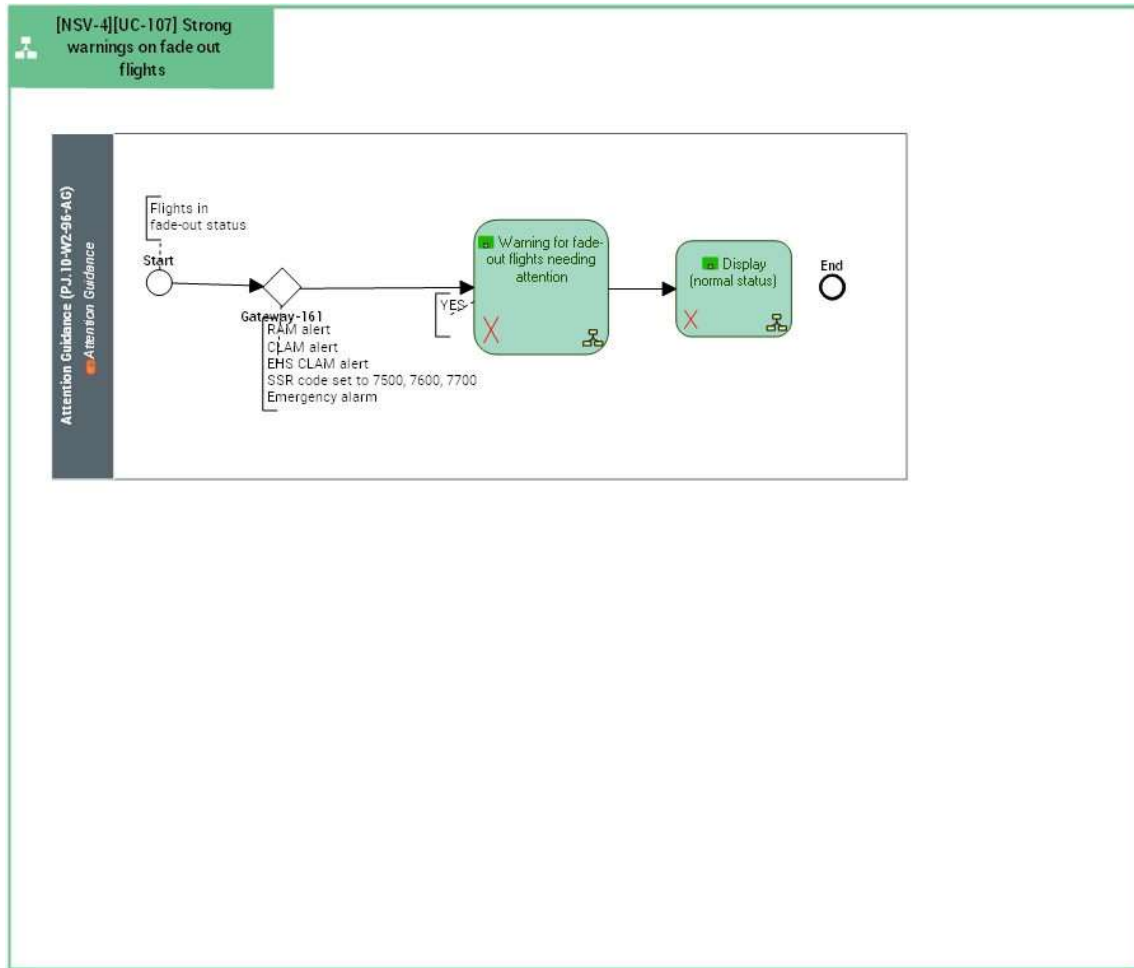 [NSV-4][UC-107] Strong
warnings on fade out
flights
Attention Guidance (PJ.10-W2-96-AG)
Attention Guidance
Flights in
fade-out status
Start
Gateway-161
RAM alert
CLAM alert
EHS CLAM alert
SSR code set to 7500, 7600, 7700
Emergency alarm
YES
Warning for fade-
out flights needing
attention
Display
(normal status)
End